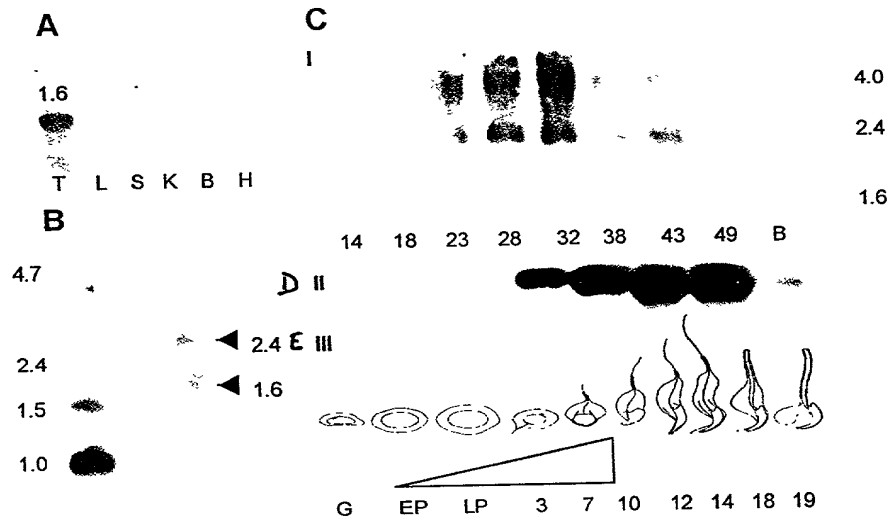 A
1.6
T L S K B H
B
4.7
2.4
1.5
1.0
2.4
1.6
C
I
4.0
2.4
1.6
14 18 23 28 32 38 43 49 B
D II
E III
G EP LP 3 7 10 12 14 18 19